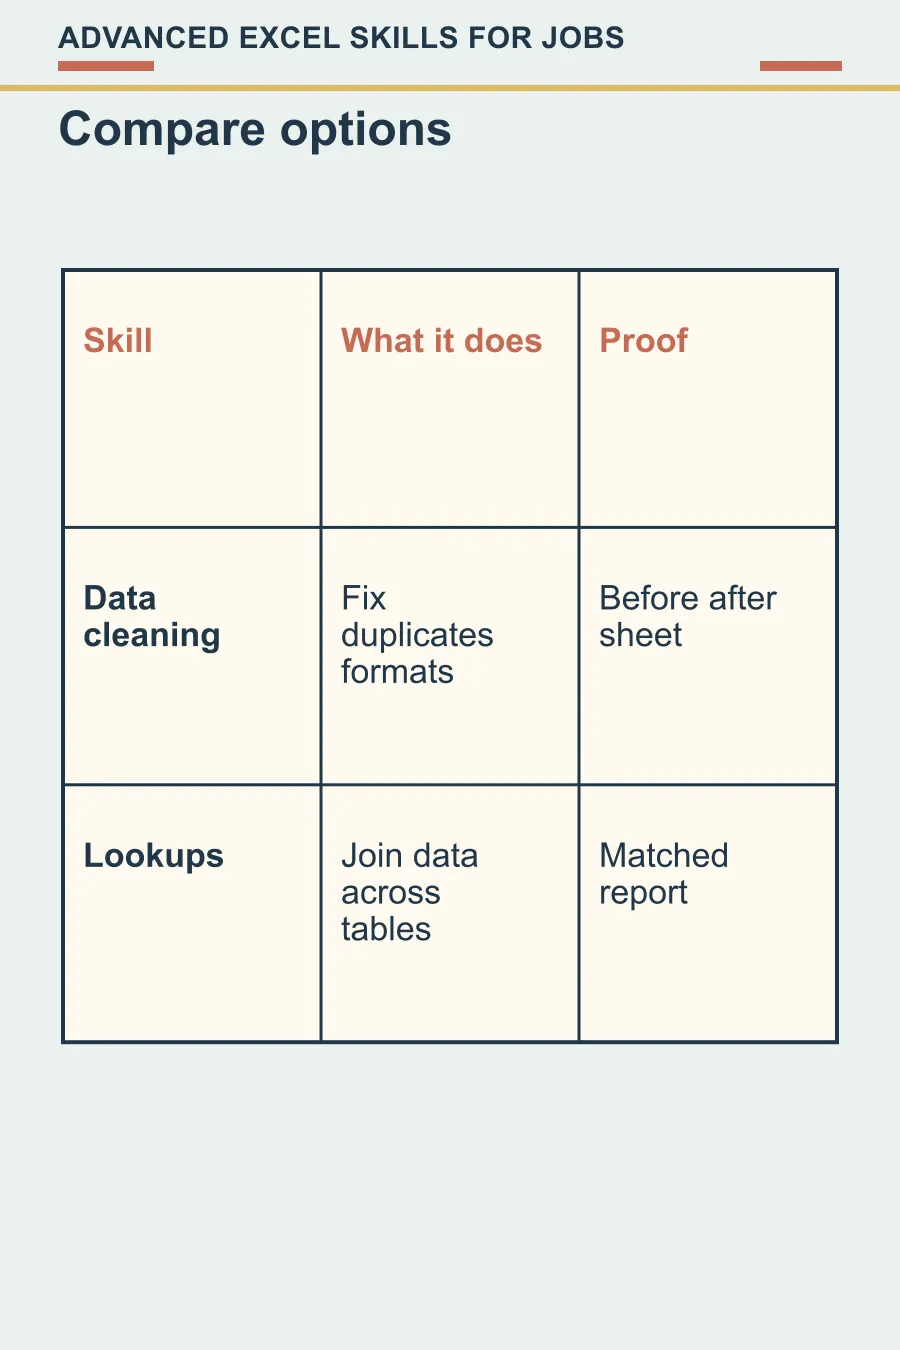 ADVANCED EXCEL SKILLS FOR JOBS
Compare options
Skill
What it does
Proof
Data
cleaning
Fix
duplicates
formats
Before after
sheet
Lookups
Join data
across
tables
Matched
report